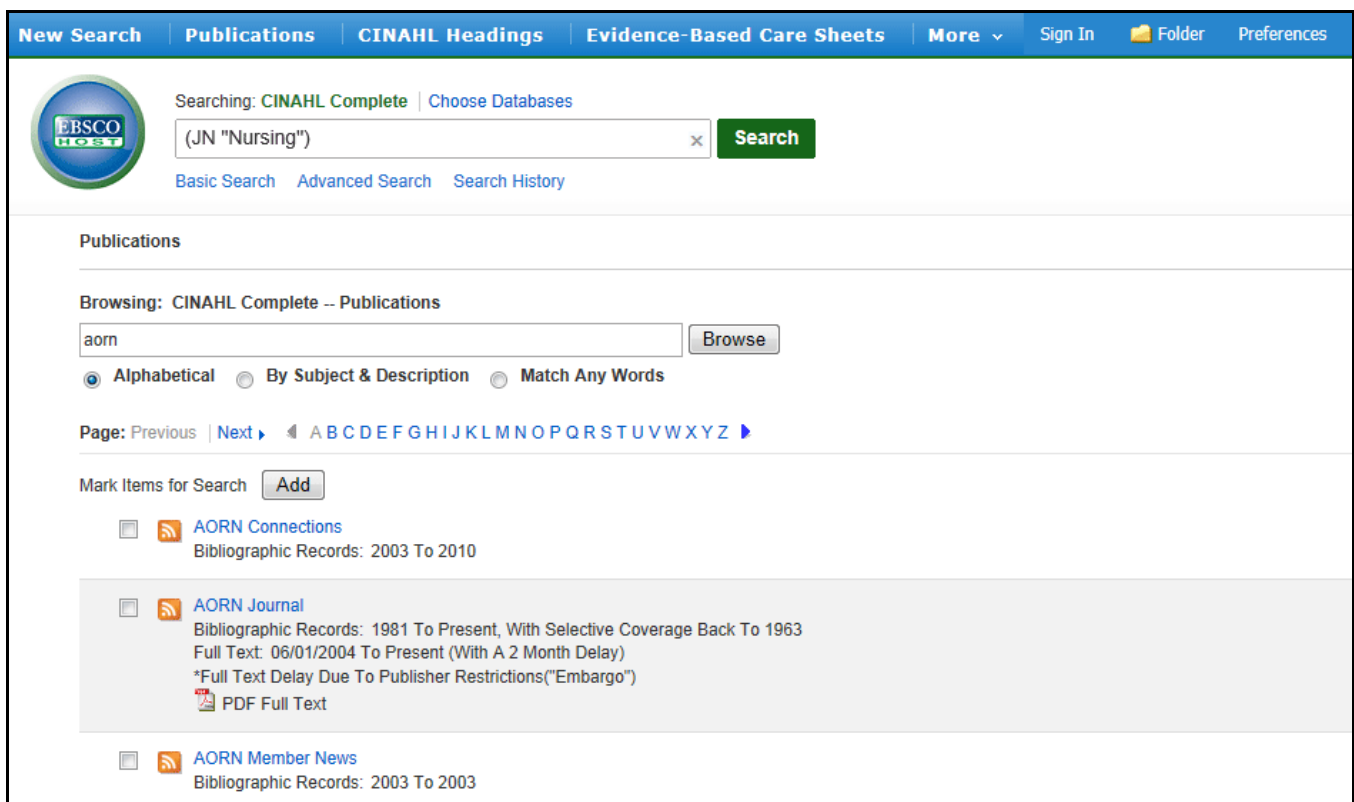 New Search Publications CINAHL Headings Evidence-Based Care Sheets More Sign In Folder Preferences
EBSCO
HOST
Searching: CINAHL Complete Choose Databases
(JN "Nursing") × Search
Basic Search Advanced Search Search History
Publications
Browsing: CINAHL Complete -- Publications
aorn Browse
Alphabetical By Subject & Description Match Any Words
Page: Previous | Next A B C D E F G H I J K L M N O P Q R S T U V W X Y Z
Mark Items for Search Add
AORN Connections
Bibliographic Records: 2003 To 2010
AORN Journal
Bibliographic Records: 1981 To Present, With Selective Coverage Back To 1963
Full Text: 06/01/2004 To Present (With A 2 Month Delay)
*Full Text Delay Due To Publisher Restrictions("Embargo")
PDF Full Text
AORN Member News
Bibliographic Records: 2003 To 2003